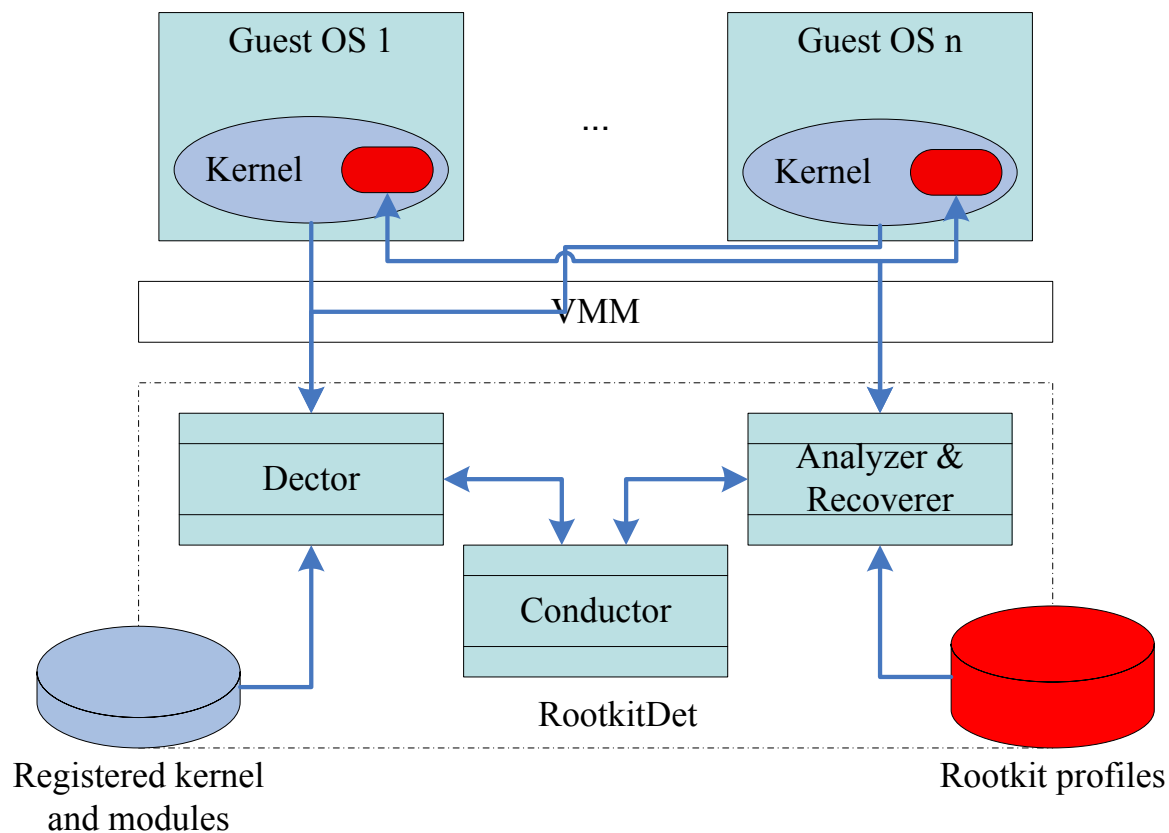 Guest OS 1
Guest OS n
...
Kernel
Kernel
VMM
Dector
Analyzer &
Recoverer
Conductor
RootkitDet
Registered kernel
and modules
Rootkit profiles